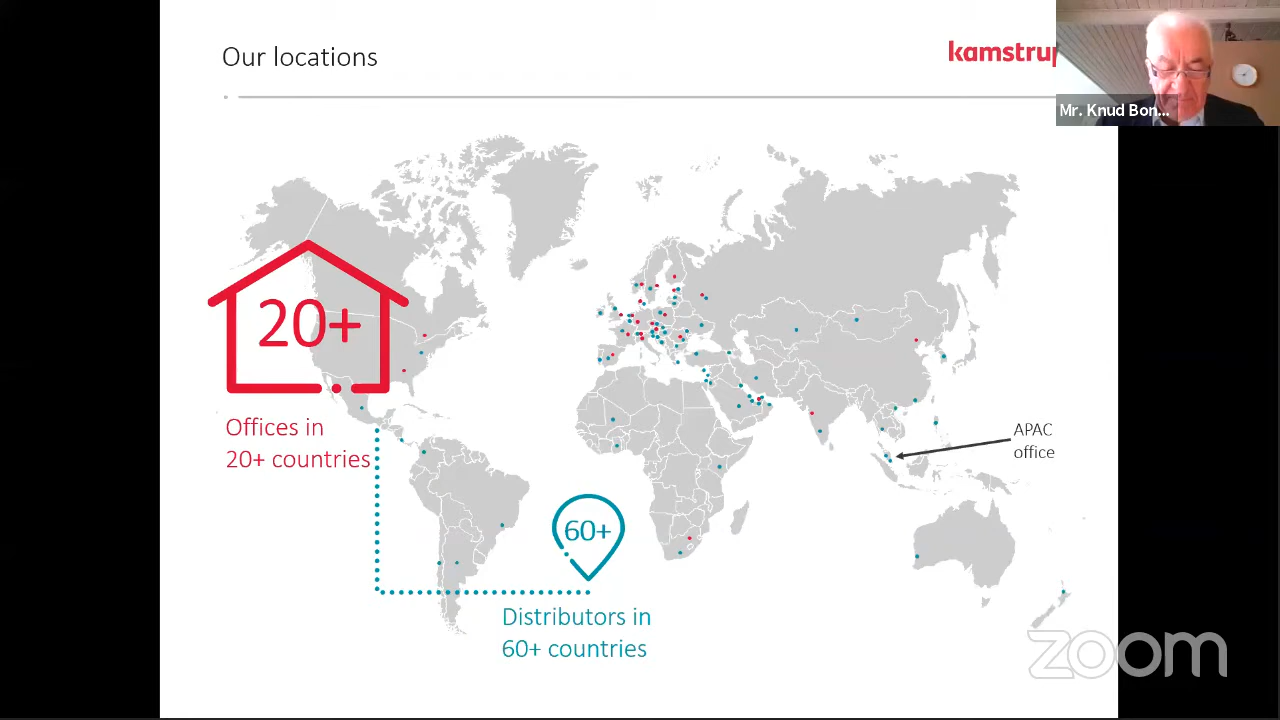 Our locations
kamstrup
Mr. Knud Bon...
20+
Offices in
20+ countries
APAC
office
60+
Distributors in
60+ countries
zoom